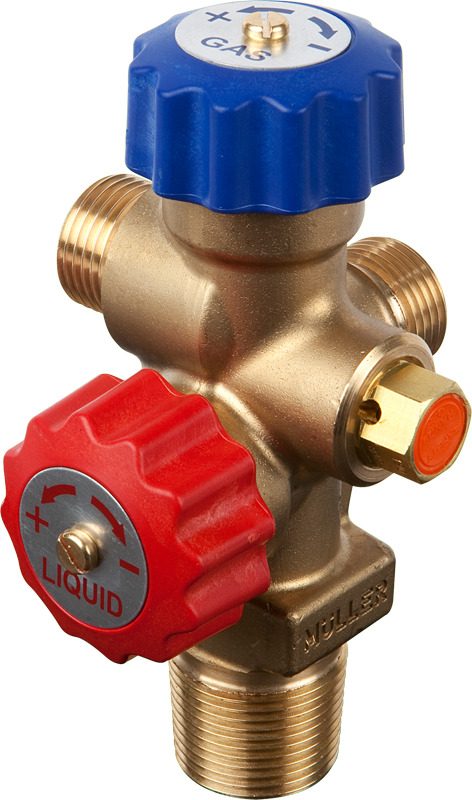 + -
GAS
+ -
LIQUID
MÜLLER